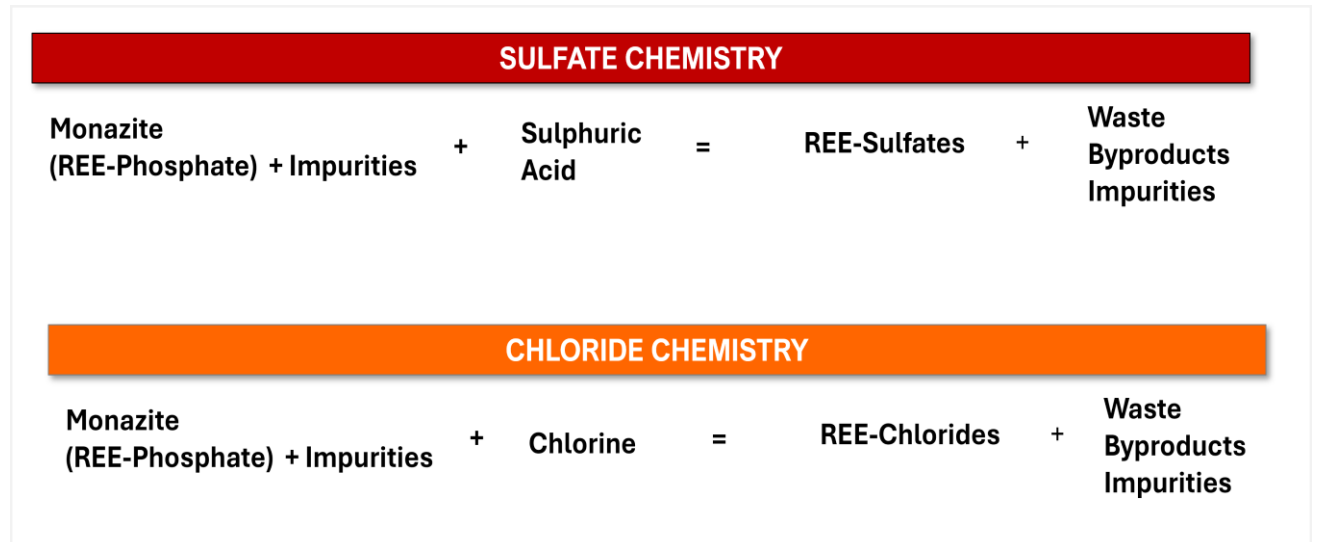 SULFATE CHEMISTRY
Monazite
(REE-Phosphate) + Impurities + Sulphuric
Acid = REE-Sulfates + Waste
Byproducts
Impurities
CHLORIDE CHEMISTRY
Monazite
(REE-Phosphate) + Impurities + Chlorine = REE-Chlorides + Waste
Byproducts
Impurities